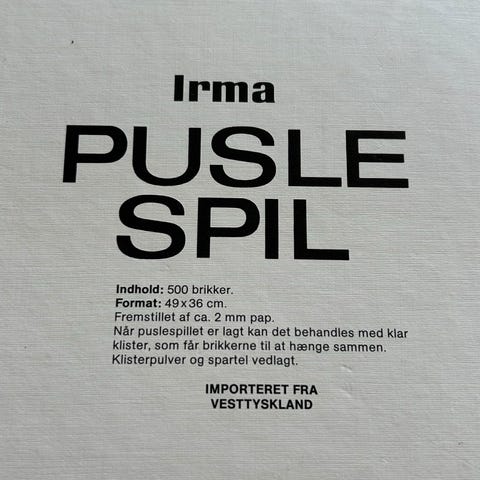 Irma
PUSLE
SPIL
Indhold: 500 brikker.
Format: 49 x 36 cm.
Fremstillet af ca. 2 mm pap.
Når puslespillet er lagt kan det behandles med klar
klister, som får brikkerne til at hænge sammen.
Klisterpulver og spartel vedlagt.
IMPORTERET FRA
VESTTYSKLAND